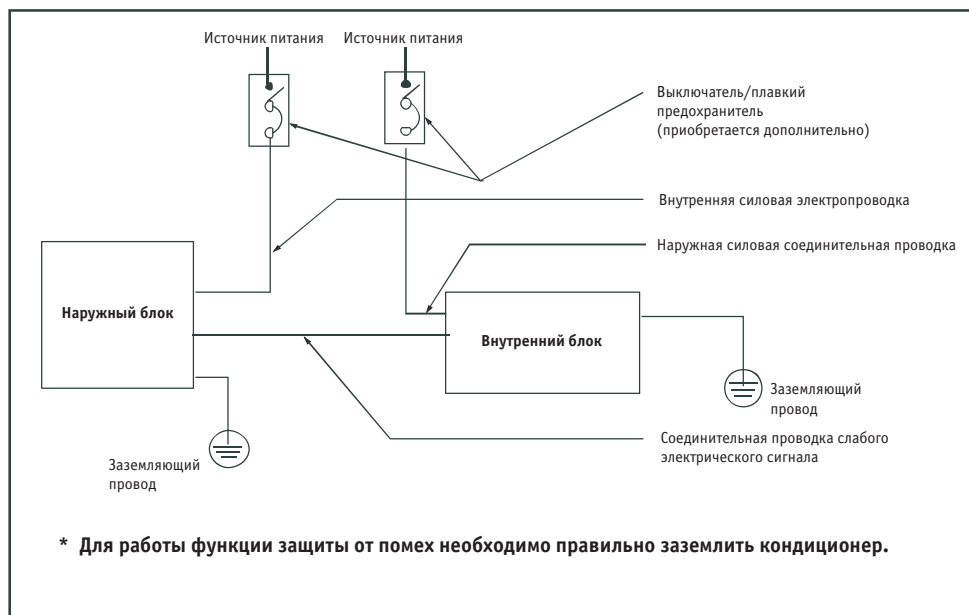 Источник питания
Источник питания
Выключатель/плавкий
предохранитель
(приобретается дополнительно)
Внутренняя силовая электропроводка
Наружная силовая соединительная проводка
Наружный блок
Внутренний блок
Заземляющий
провод
Соединительная проводка слабого
электрического сигнала
Заземляющий
провод
* Для работы функции защиты от помех необходимо правильно заземлить кондиционер.